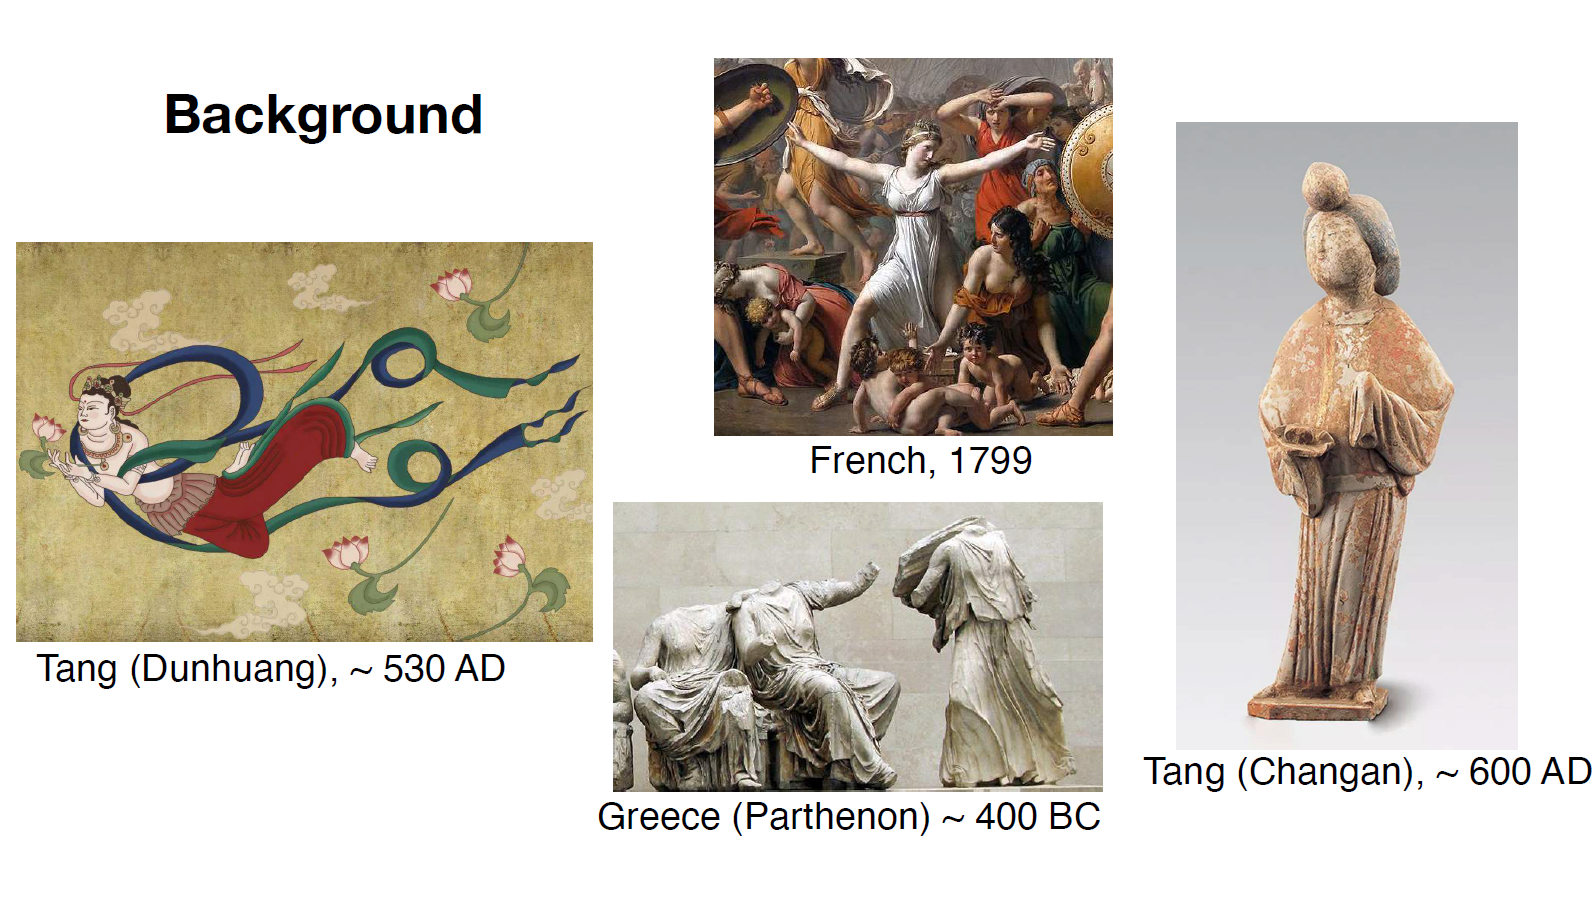 Background
French, 1799
Tang (Dunhuang), ~ 530 AD
Greece (Parthenon) ~ 400 BC
Tang (Changan), ~ 600 AD